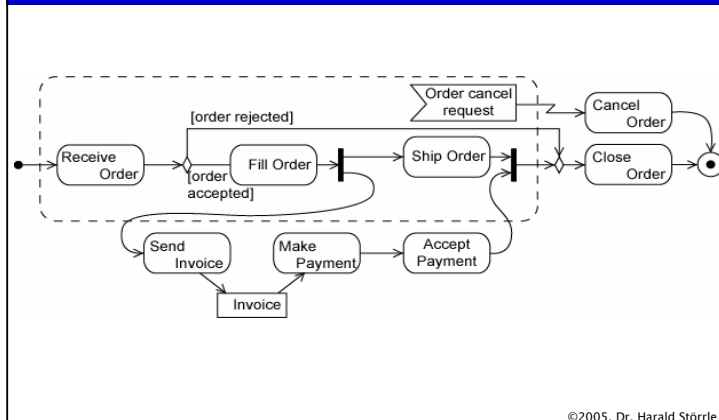 Order cancel
request
Cancel
Order
[order rejected]
Receive
Order
Fill Order
Ship Order
Close
Order
[order
accepted]
Send
Invoice
Make
Payment
Accept
Payment
Invoice
©2005, Dr. Harald Störrle